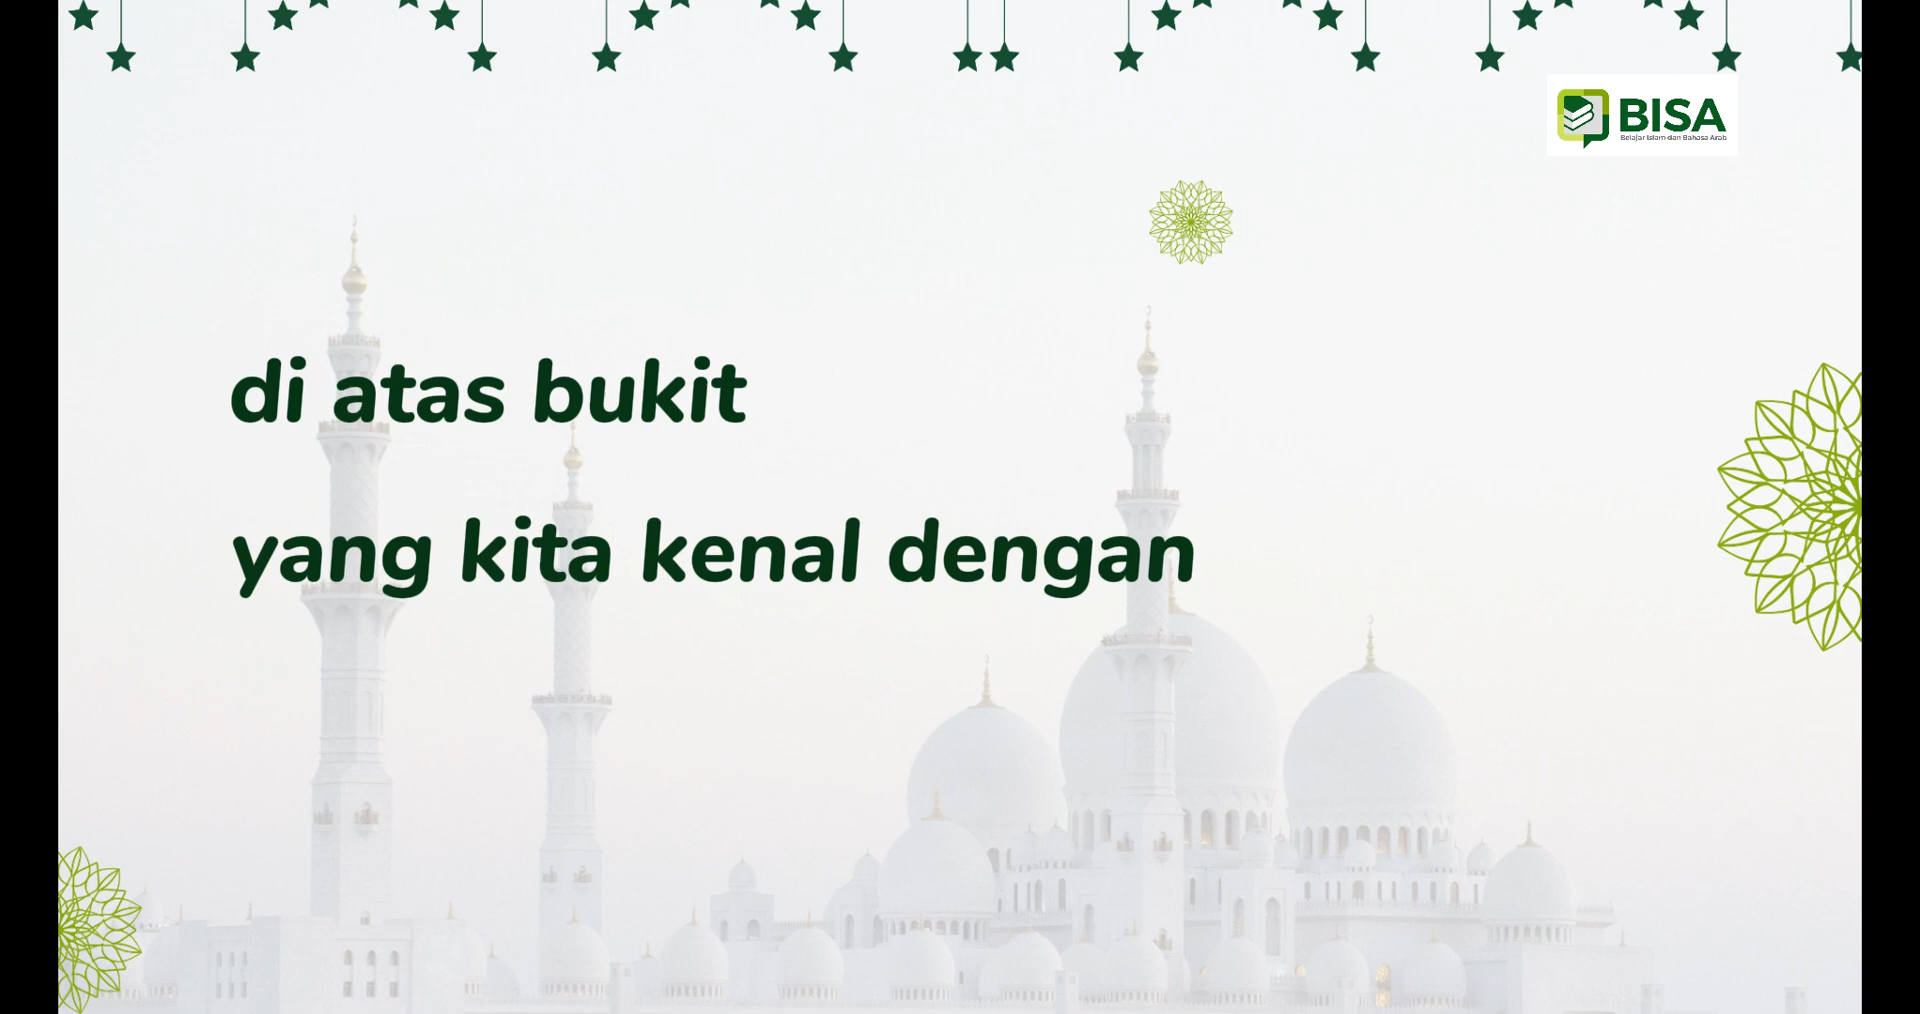 BISA
Belajar Islam dan Bahasa Arab
di atas bukit
yang kita kenal dengan